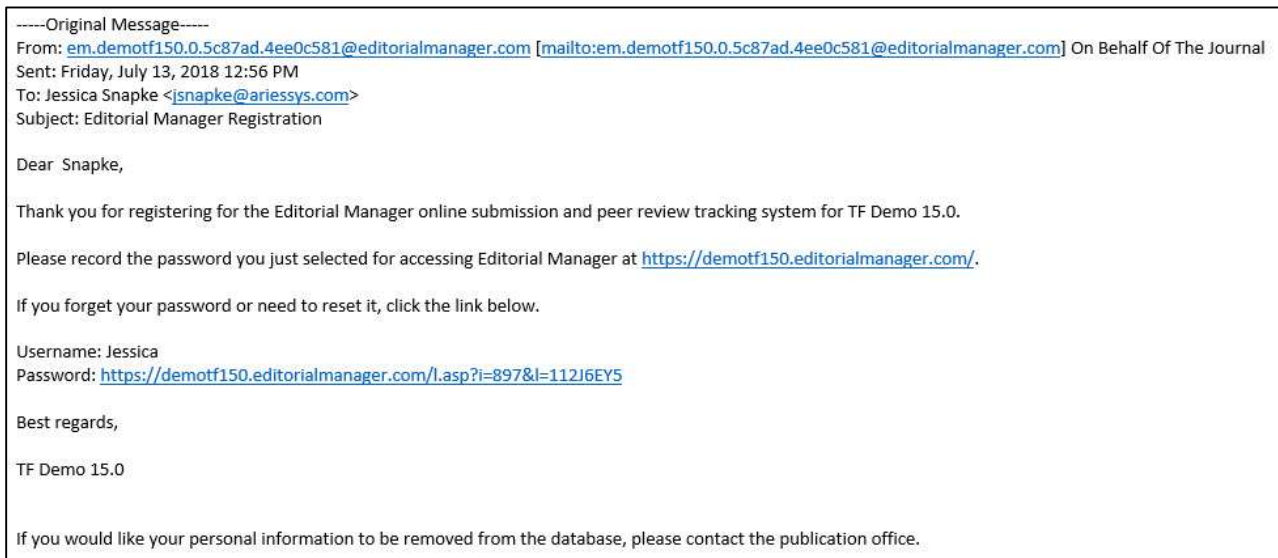 -----Original Message-----
From: em.demotf150.0.5c87ad.4ee0c581@editorialmanager.com [mailto:em.demotf150.0.5c87ad.4ee0c581@editorialmanager.com] On Behalf Of The Journal
Sent: Friday, July 13, 2018 12:56 PM
To: Jessica Snapke <jsnapke@ariessys.com>
Subject: Editorial Manager Registration
Dear  Snapke,
Thank you for registering for the Editorial Manager online submission and peer review tracking system for TF Demo 15.0.
Please record the password you just selected for accessing Editorial Manager at https://demotf150.editorialmanager.com/.
If you forget your password or need to reset it, click the link below.
Username: Jessica
Password: https://demotf150.editorialmanager.com/l.asp?i=897&l=112J6EY5
Best regards,
TF Demo 15.0
If you would like your personal information to be removed from the database, please contact the publication office.